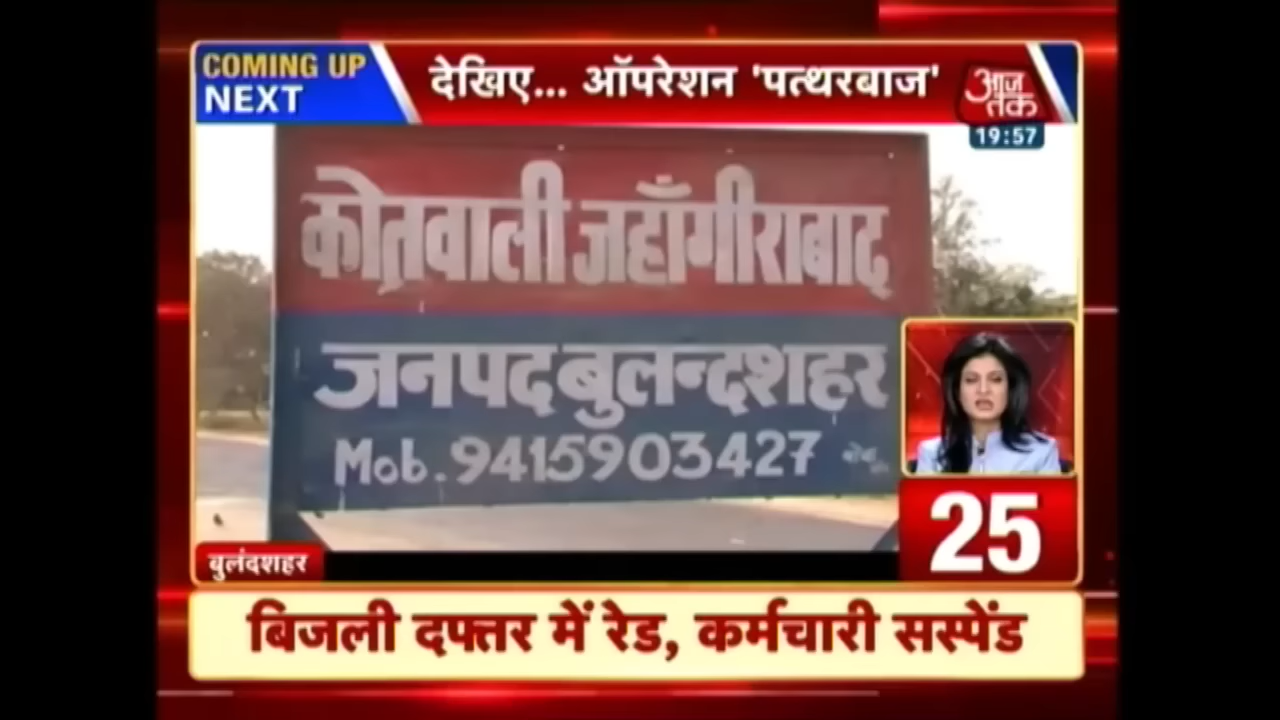 COMING UP
NEXT
देखिए... ऑपरेशन 'पत्थरबाज'
आज
तक
19:57
कोतवाली जहाँगीराबाद
जनपद बुलन्दशहर
Mob. 9415903427
25
बुलंदशहर
बिजली दफ्तर में रेड, कर्मचारी सस्पेंड